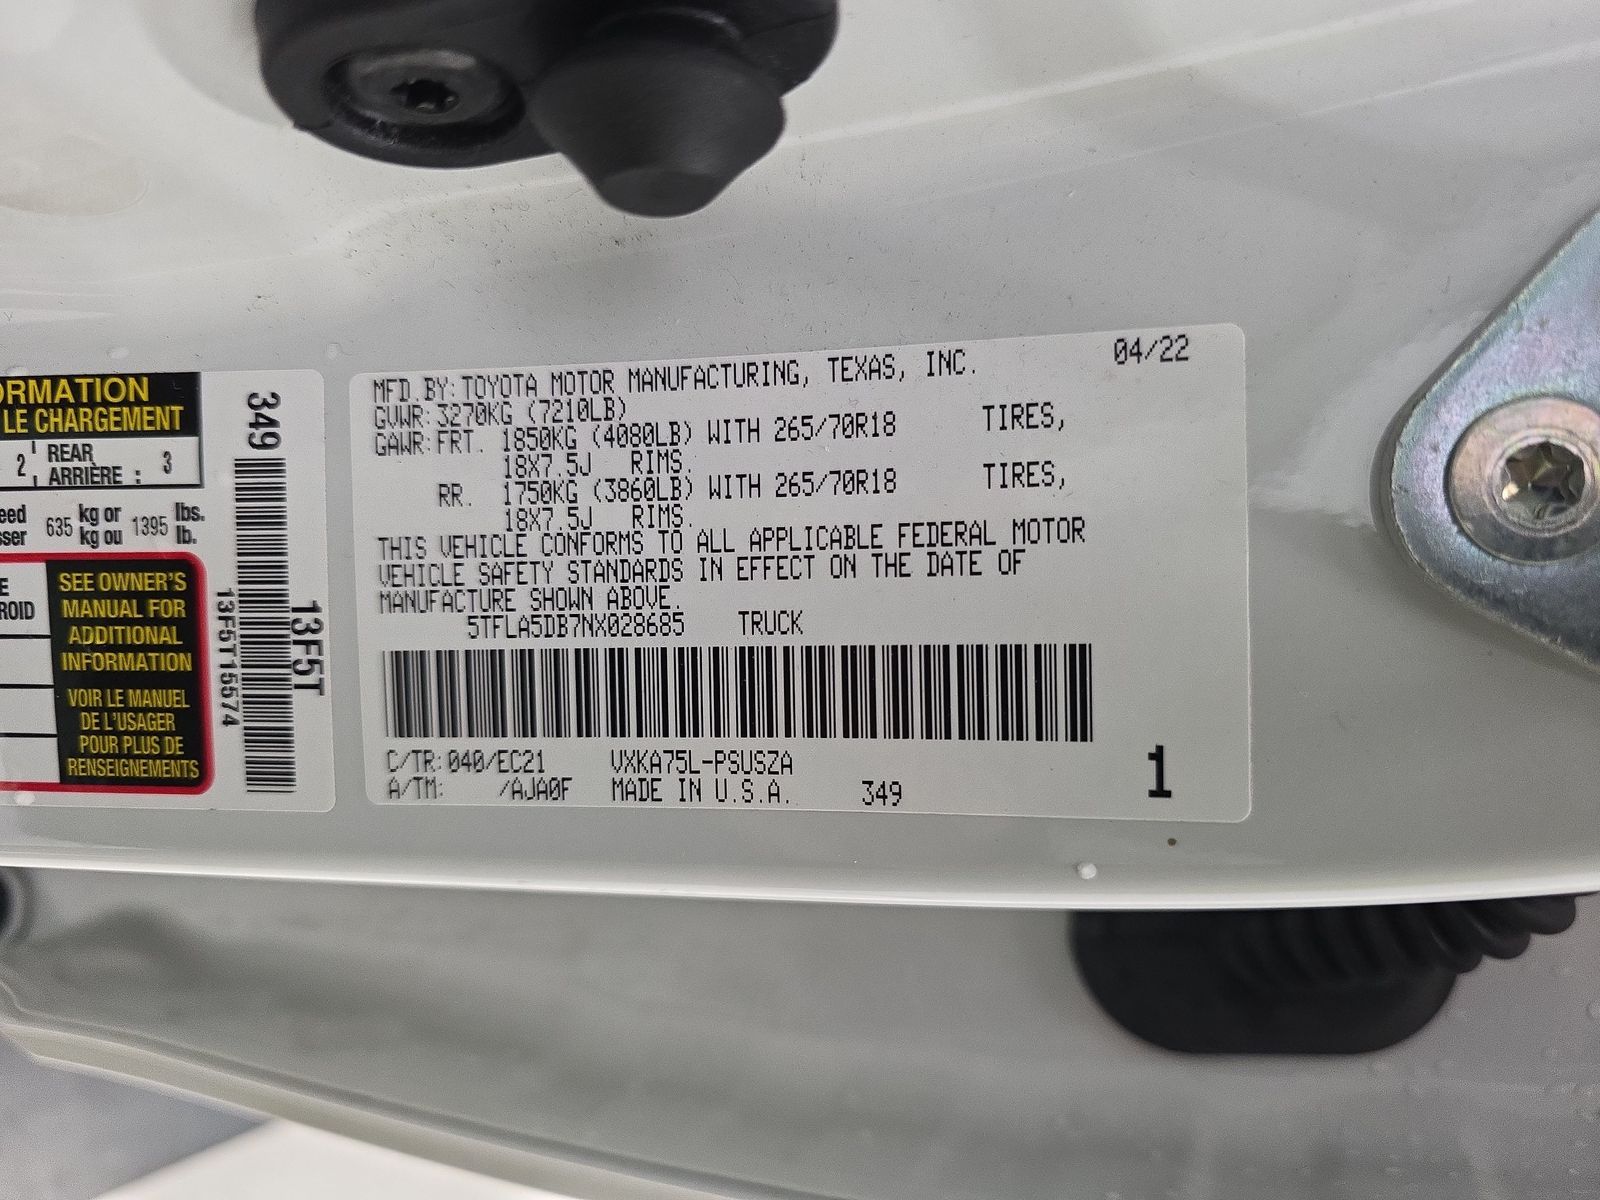 ORMATION
LE CHARGEMENT
2 REAR ARRIÈRE : 3
635 kg or kg ou 1395 lbs. lb.
SEE OWNER'S
MANUAL FOR
ADDITIONAL
INFORMATION
VOIR LE MANUEL
DE L'USAGER
POUR PLUS DE
RENSEIGNEMENTS
349
13F5T
13F5T15574
04/22
MFD.BY:TOYOTA MOTOR MANUFACTURING, TEXAS, INC.
GVWR:3270KG (7210LB)
GAWR:FRT. 1850KG (4080LB) WITH 265/70R18 TIRES,
18X7.5J RIMS.
RR. 1750KG (3860LB) WITH 265/70R18 TIRES,
18X7.5J RIMS.
THIS VEHICLE CONFORMS TO ALL APPLICABLE FEDERAL MOTOR
VEHICLE SAFETY STANDARDS IN EFFECT ON THE DATE OF
MANUFACTURE SHOWN ABOVE.
5TFLA5DB7NX028685 TRUCK
C/TR:040/EC21 VXKA75L-PSUSZA
A/TM: /AJA0F MADE IN U.S.A. 349
1